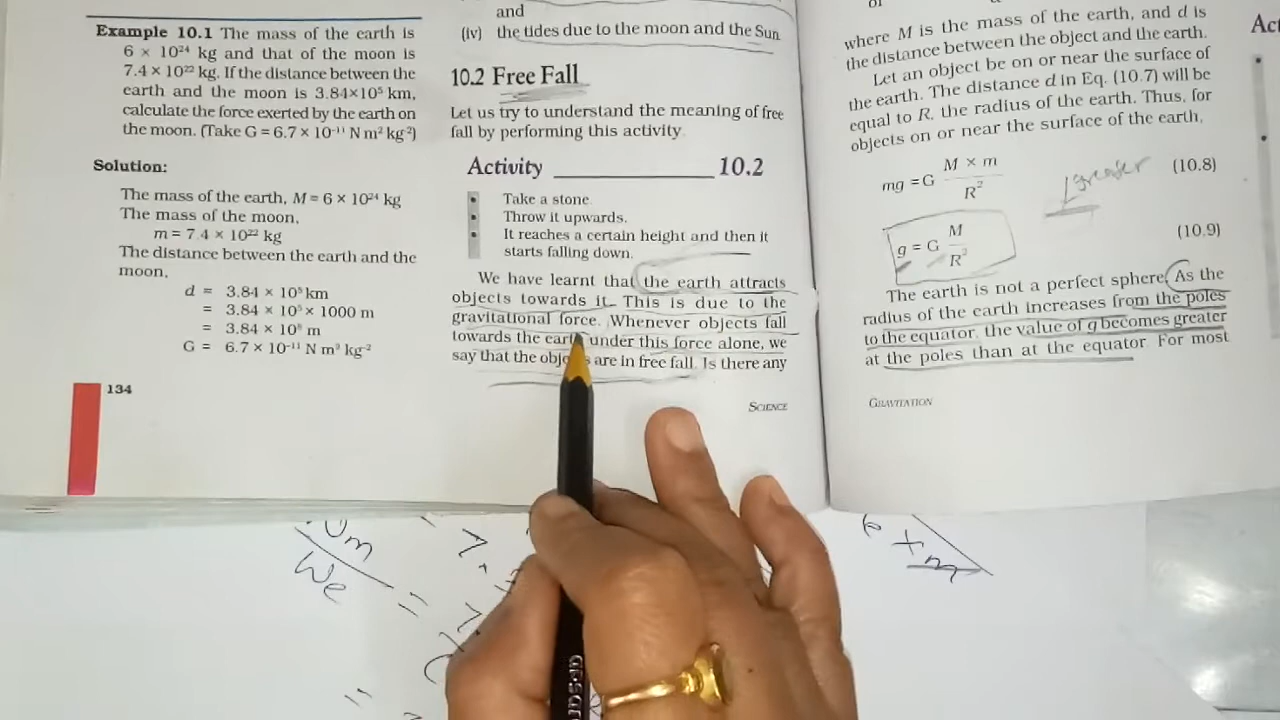 Example 10.1 The mass of the earth is
6 × 10²⁴ kg and that of the moon is
7.4 × 10²² kg. If the distance between the
earth and the moon is 3.84×10⁵ km,
calculate the force exerted by the earth on
the moon. (Take G = 6.7 × 10⁻¹¹ N m² kg⁻²)
Solution:
The mass of the earth, M = 6 × 10²⁴ kg
The mass of the moon,
m = 7.4 × 10²² kg
The distance between the earth and the
moon,
d = 3.84 × 10⁵ km
= 3.84 × 10⁵ × 1000 m
= 3.84 × 10⁸ m
G = 6.7 × 10⁻¹¹ N m² kg⁻²
134
and
(iv) the tides due to the moon and the Sun.
10.2 Free Fall
Let us try to understand the meaning of free
fall by performing this activity.
Activity 10.2
• Take a stone.
• Throw it upwards.
• It reaches a certain height and then it
starts falling down.
We have learnt that the earth attracts
objects towards it. This is due to the
gravitational force. Whenever objects fall
towards the earth under this force alone, we
say that the objects are in free fall. Is there any
SCIENCE
where M is the mass of the earth, and d is
the distance between the object and the earth.
Let an object be on or near the surface of
the earth. The distance d in Eq. (10.7) will be
equal to R, the radius of the earth. Thus, for
objects on or near the surface of the earth,
mg = G M × m / R² (10.8)
greater
g = G M / R² (10.9)
The earth is not a perfect sphere. As the
radius of the earth increases from the poles
to the equator, the value of g becomes greater
at the poles than at the equator. For most
GRAVITATION
Wm
We
= 7.
=
6 × m